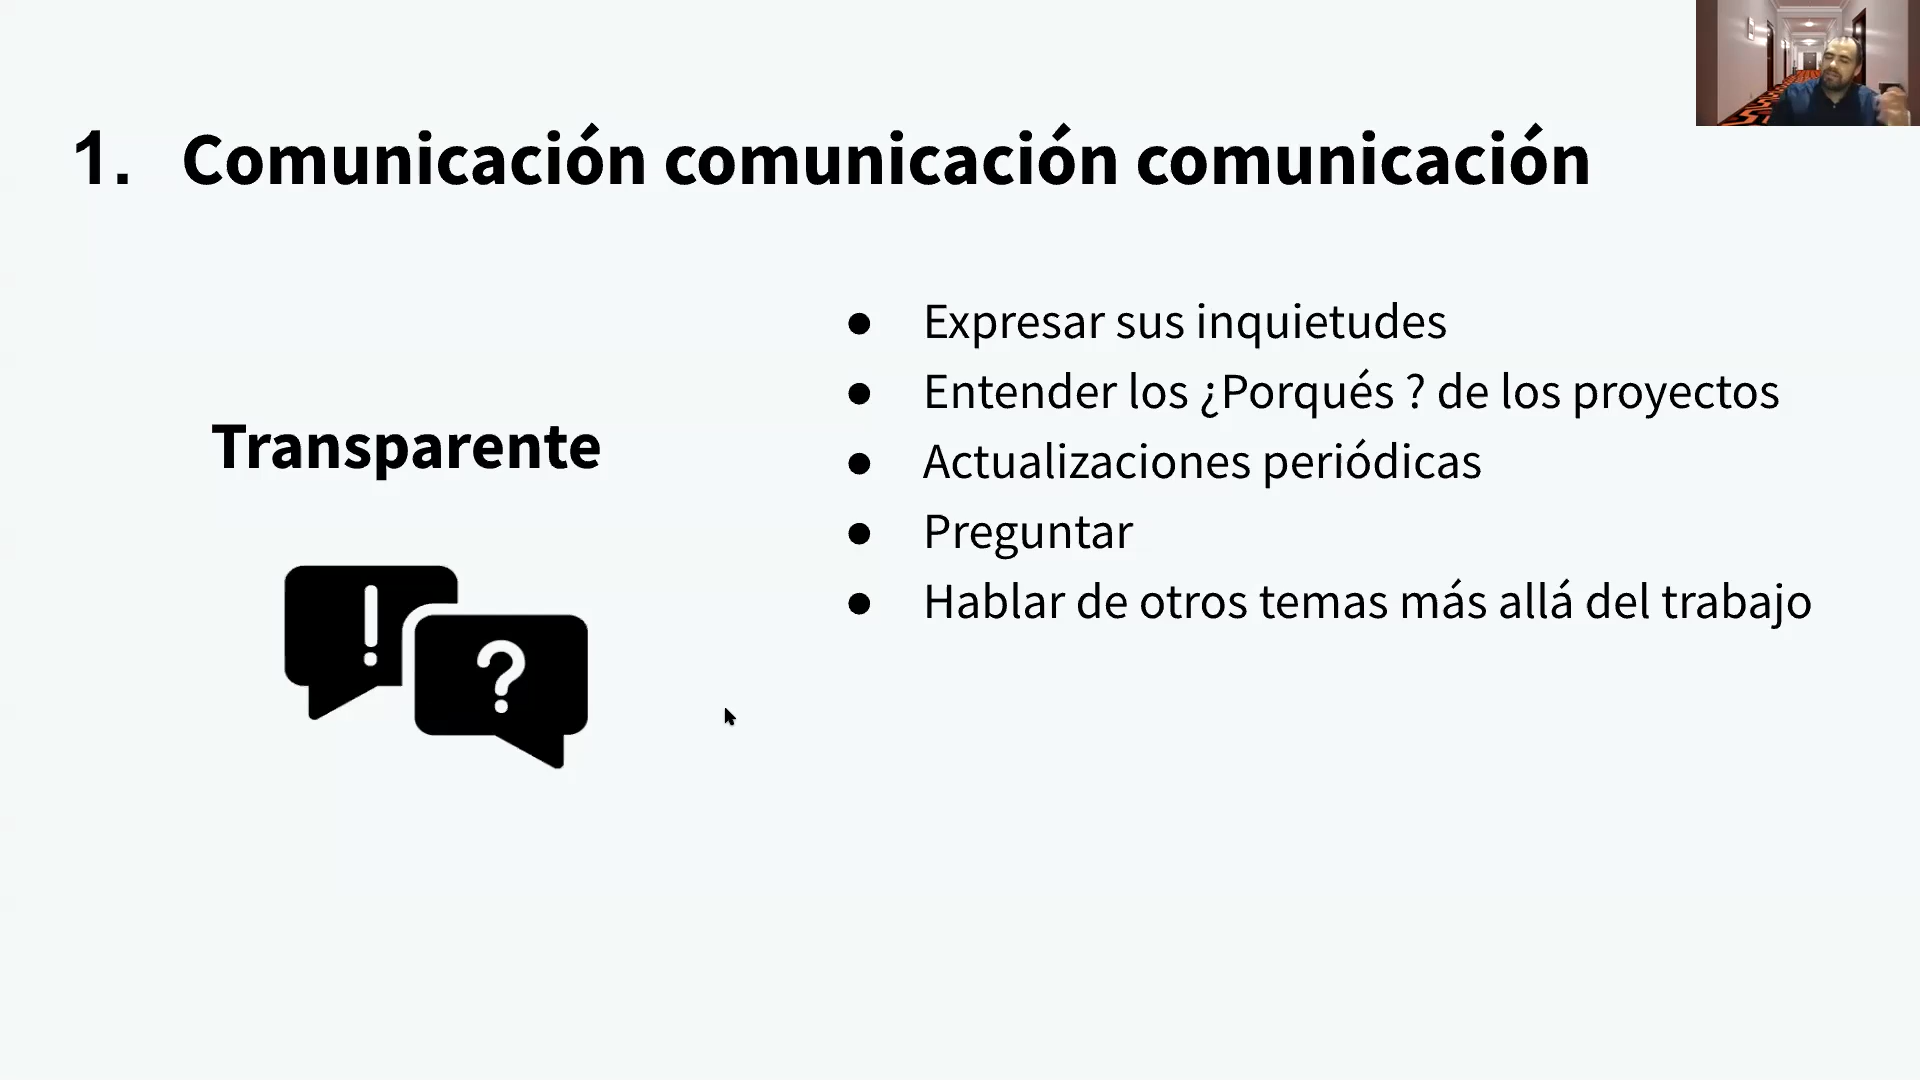 1. Comunicación comunicación comunicación
Transparente
! ?
● Expresar sus inquietudes
● Entender los ¿Porqués ? de los proyectos
● Actualizaciones periódicas
● Preguntar
● Hablar de otros temas más allá del trabajo